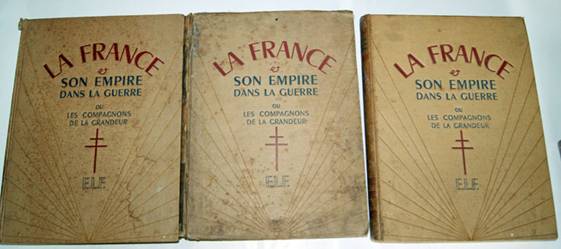 LA FRANCE
&
SON EMPIRE
DANS LA GUERRE
OU
LES COMPAGNONS
DE LA GRANDEUR
E.L.F.
LA FRANCE
&
SON EMPIRE
DANS LA GUERRE
OU
LES COMPAGNONS
DE LA GRANDEUR
E.L.F.
LA FRANCE
&
SON EMPIRE
DANS LA GUERRE
OU
LES COMPAGNONS
DE LA GRANDEUR
E.L.F.